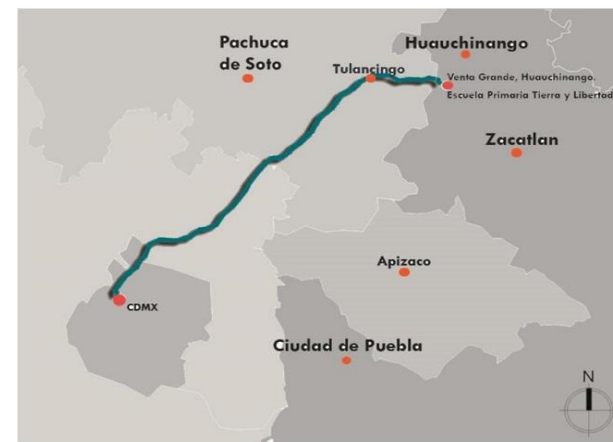 Pachuca
de Soto
Huauchinango
Tulancingo
Venta Grande, Huauchinango.
Escuela Primaria Tierra y Libertad
Zacatlan
Apizaco
CDMX
Ciudad de Puebla
N